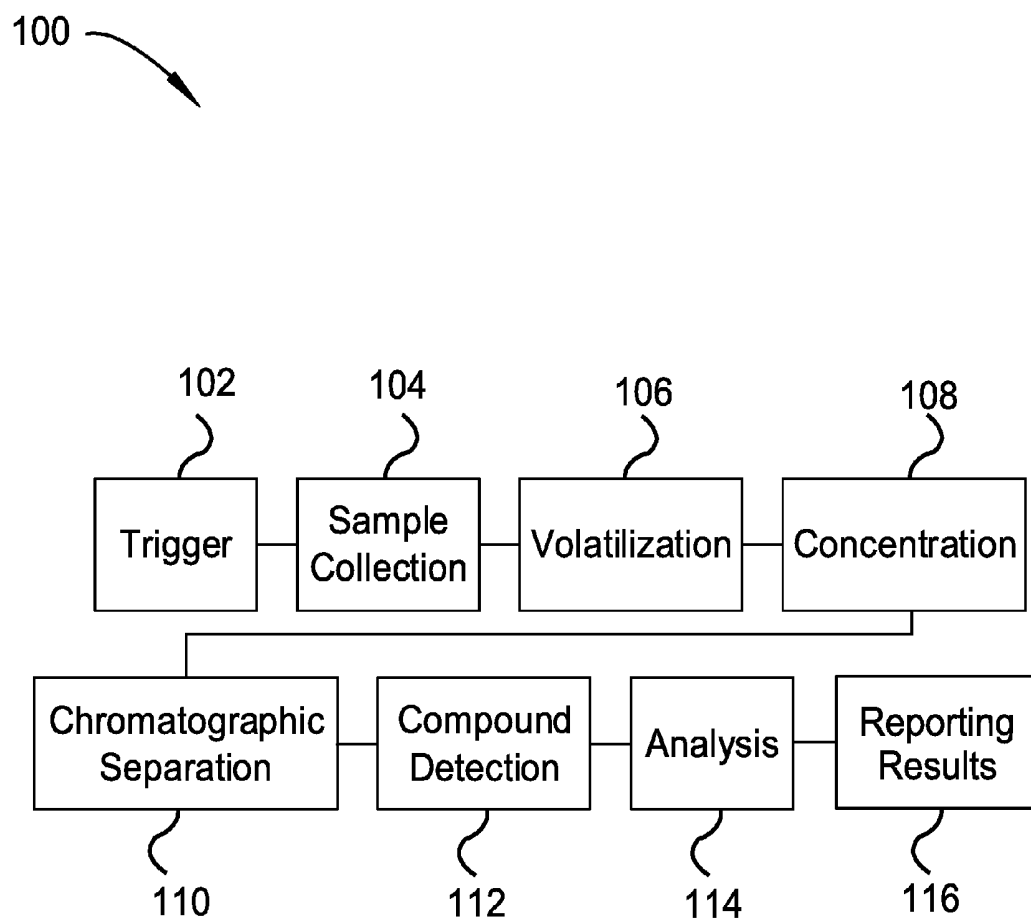 100
102
104
106
108
Trigger
Sample
Collection
Volatilization
Concentration
Chromatographic
Separation
Compound
Detection
Analysis
Reporting
Results
110
112
114
116